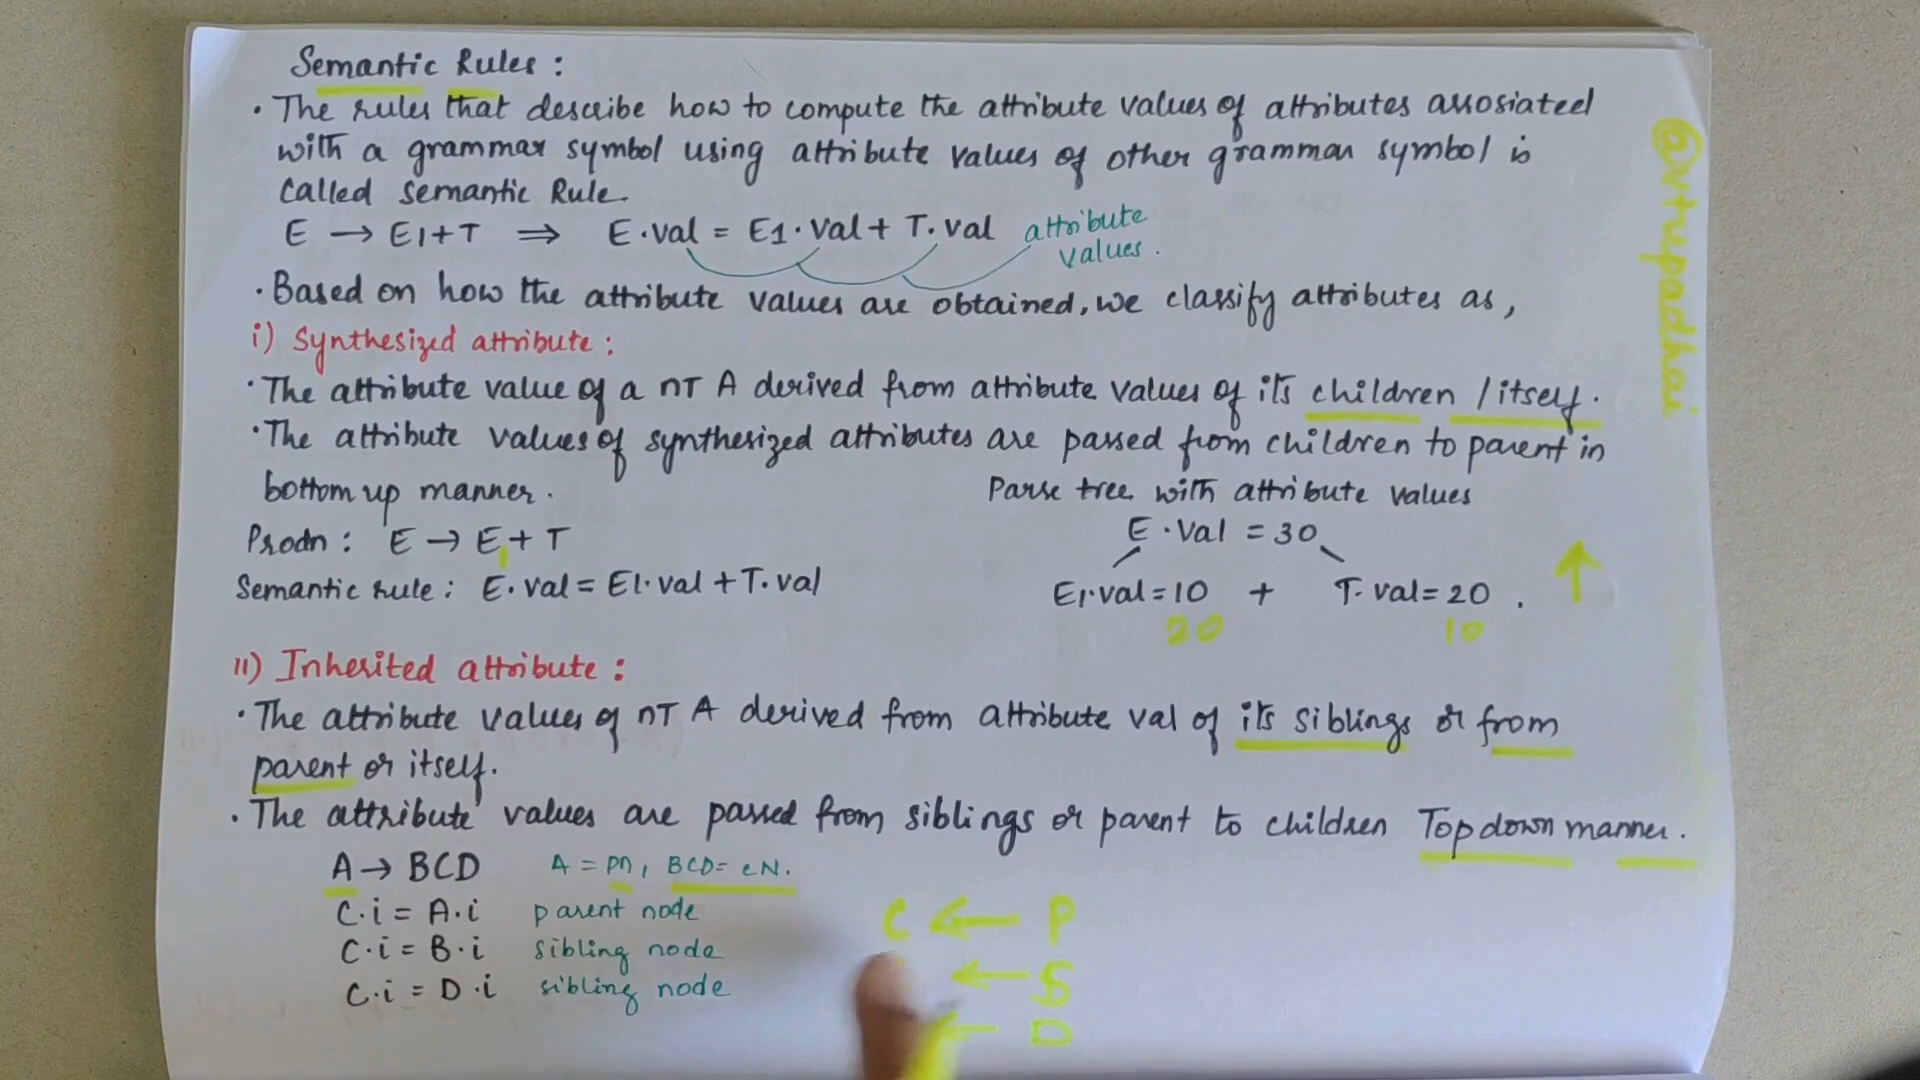 Semantic Rules :
• The rules that describe how to compute the attribute values of attributes assosiated
with a grammar symbol using attribute values of other grammar symbol is
called semantic Rule.
E → E1+T ⇒ E.val = E1.val + T.val attribute
values.
• Based on how the attribute values are obtained, we classify attributes as,
i) Synthesized attribute :
• The attribute value of a nT A derived from attribute values of its children / itself.
• The attribute values of synthesized attributes are passed from children to parent in
bottom up manner.
Parse tree with attribute values
Prodn : E → E1 + T
E.val = 30
Semantic rule : E.val = E1.val + T.val
E1.val = 10 + T.val = 20 .
20 10
II) Inherited attribute :
• The attribute values of nT A derived from attribute val of its siblings or from
parent or itself.
• The attribute values are passed from siblings or parent to children Top down manner.
A → BCD A = PN, BCD = CN.
C.i = A.i parent node
C.i = B.i sibling node
C.i = D.i sibling node
C ← P
← B
← D
@vtupadhai